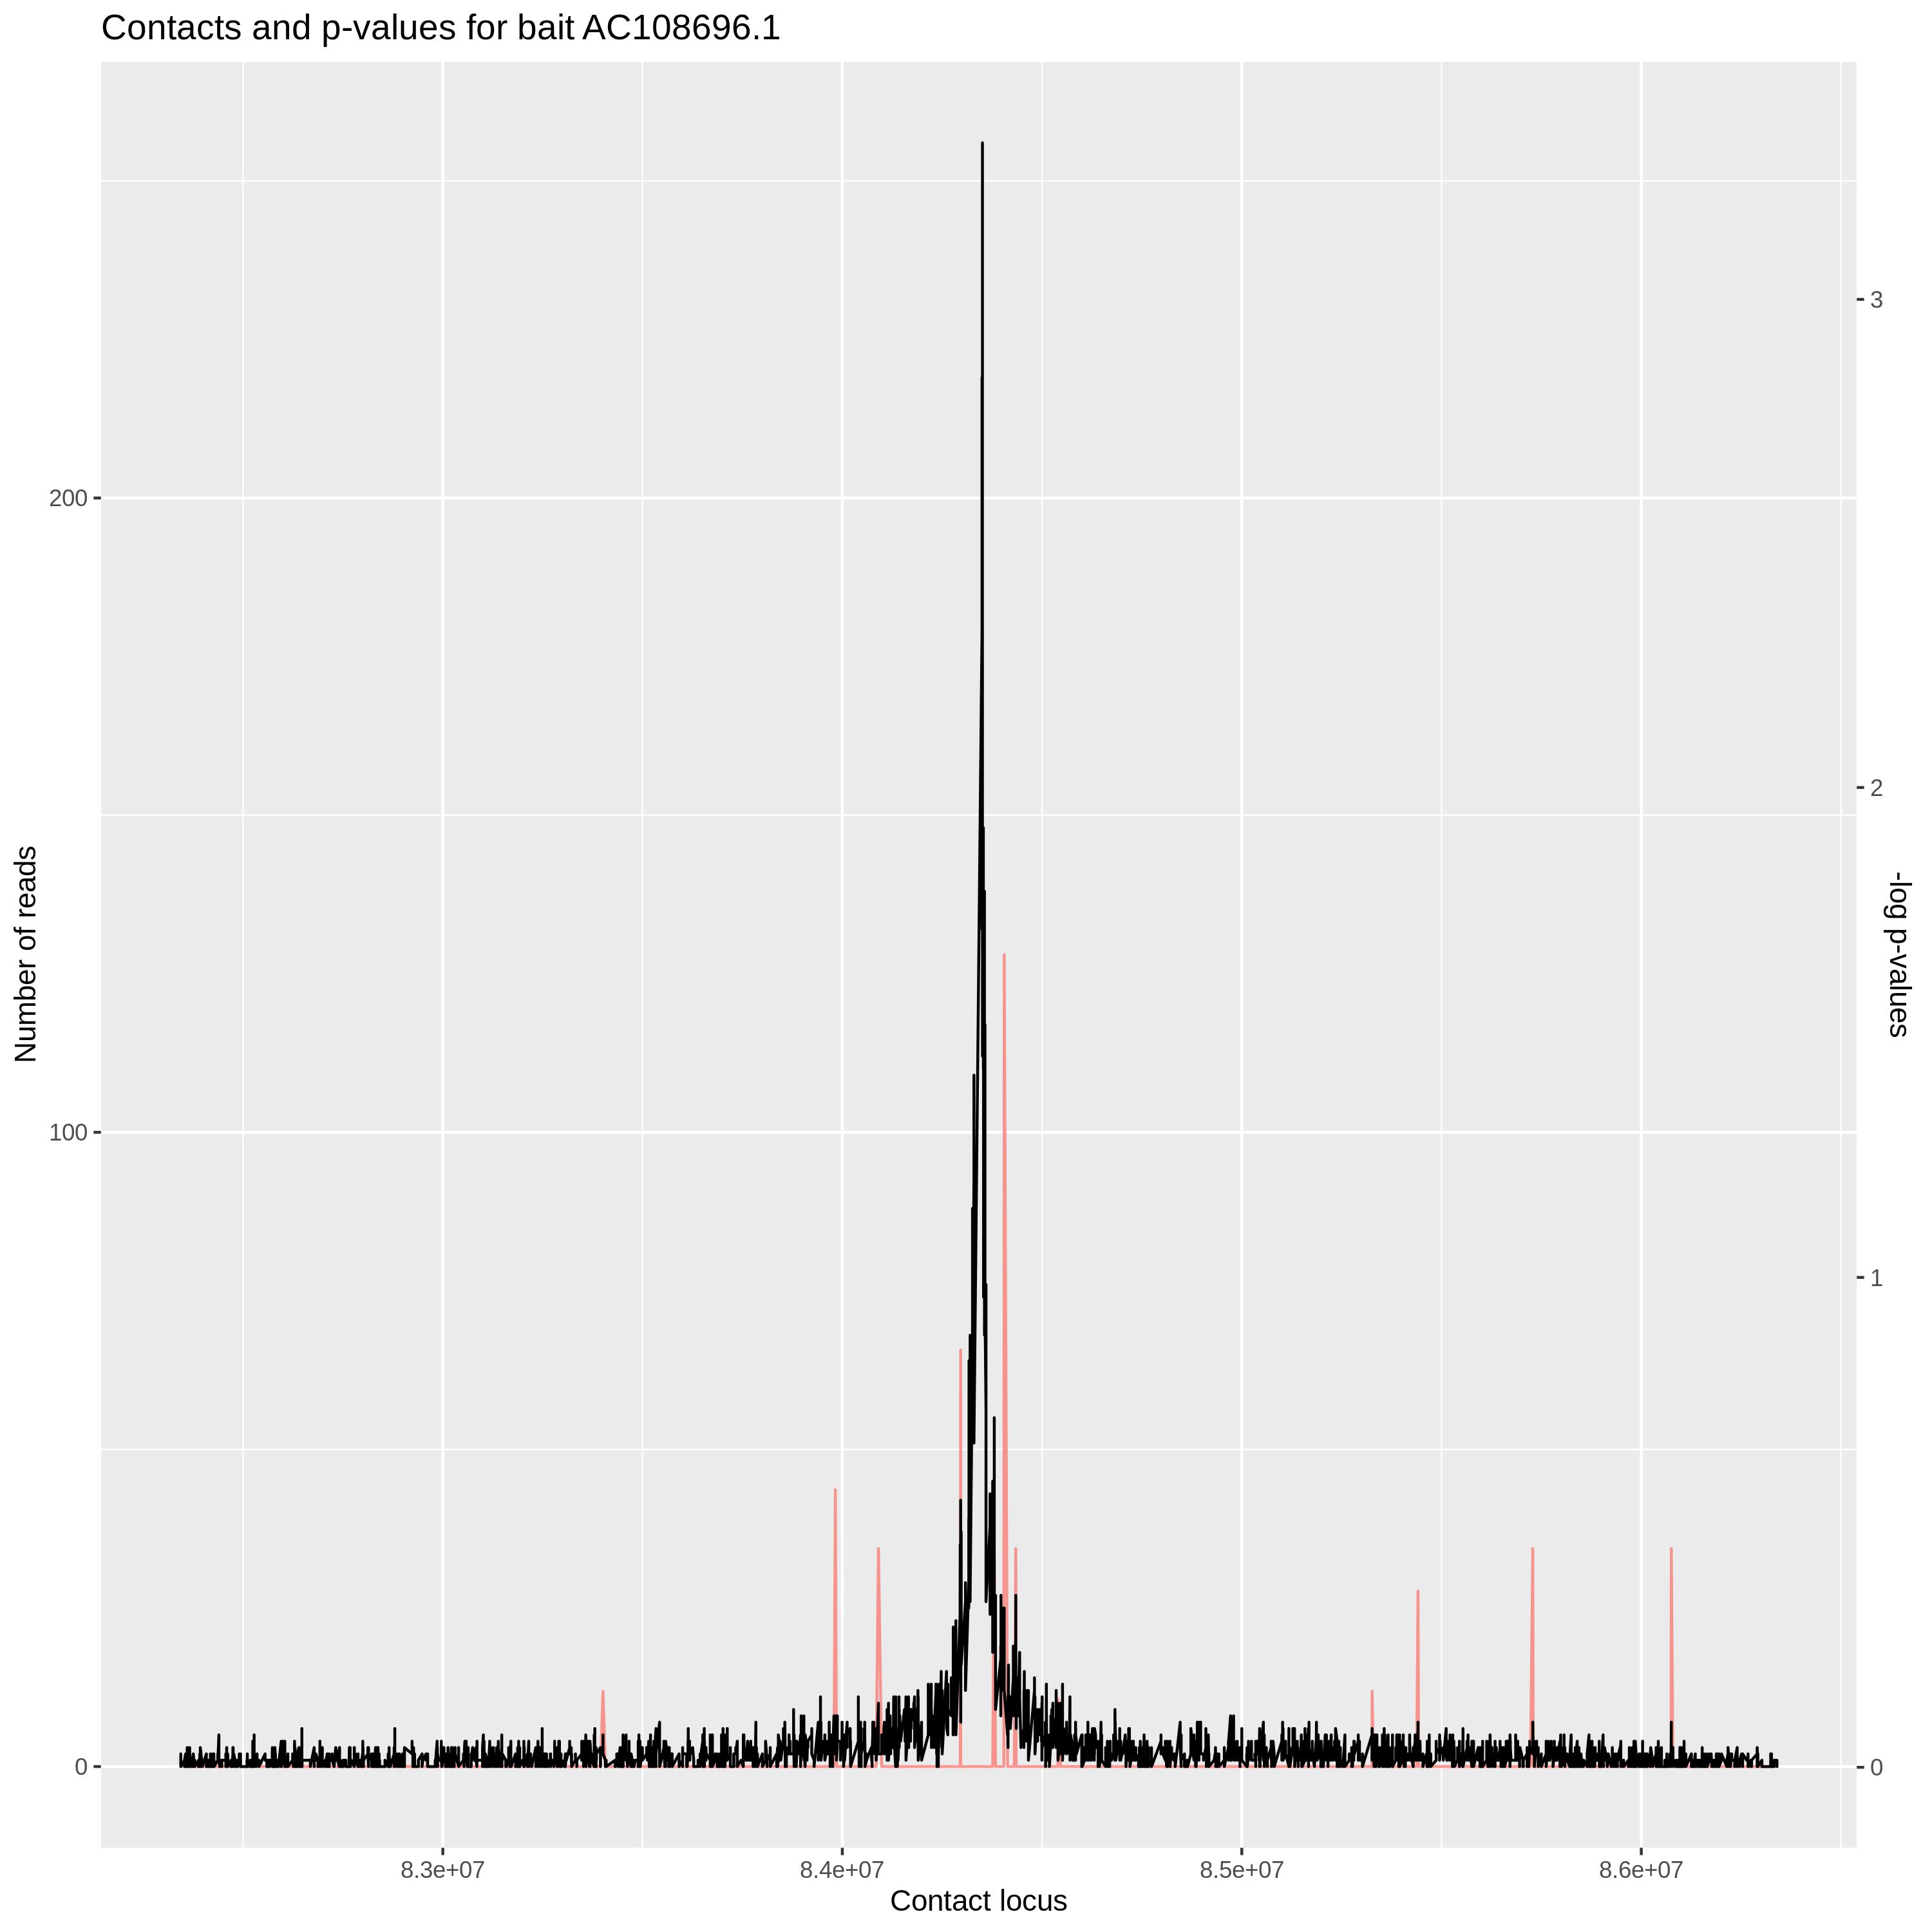 Contacts and p-values for bait AC108696.1
Number of reads
200
100
0
3
2
1
0
-log p-values
8.3e+07 8.4e+07 8.5e+07 8.6e+07
Contact locus